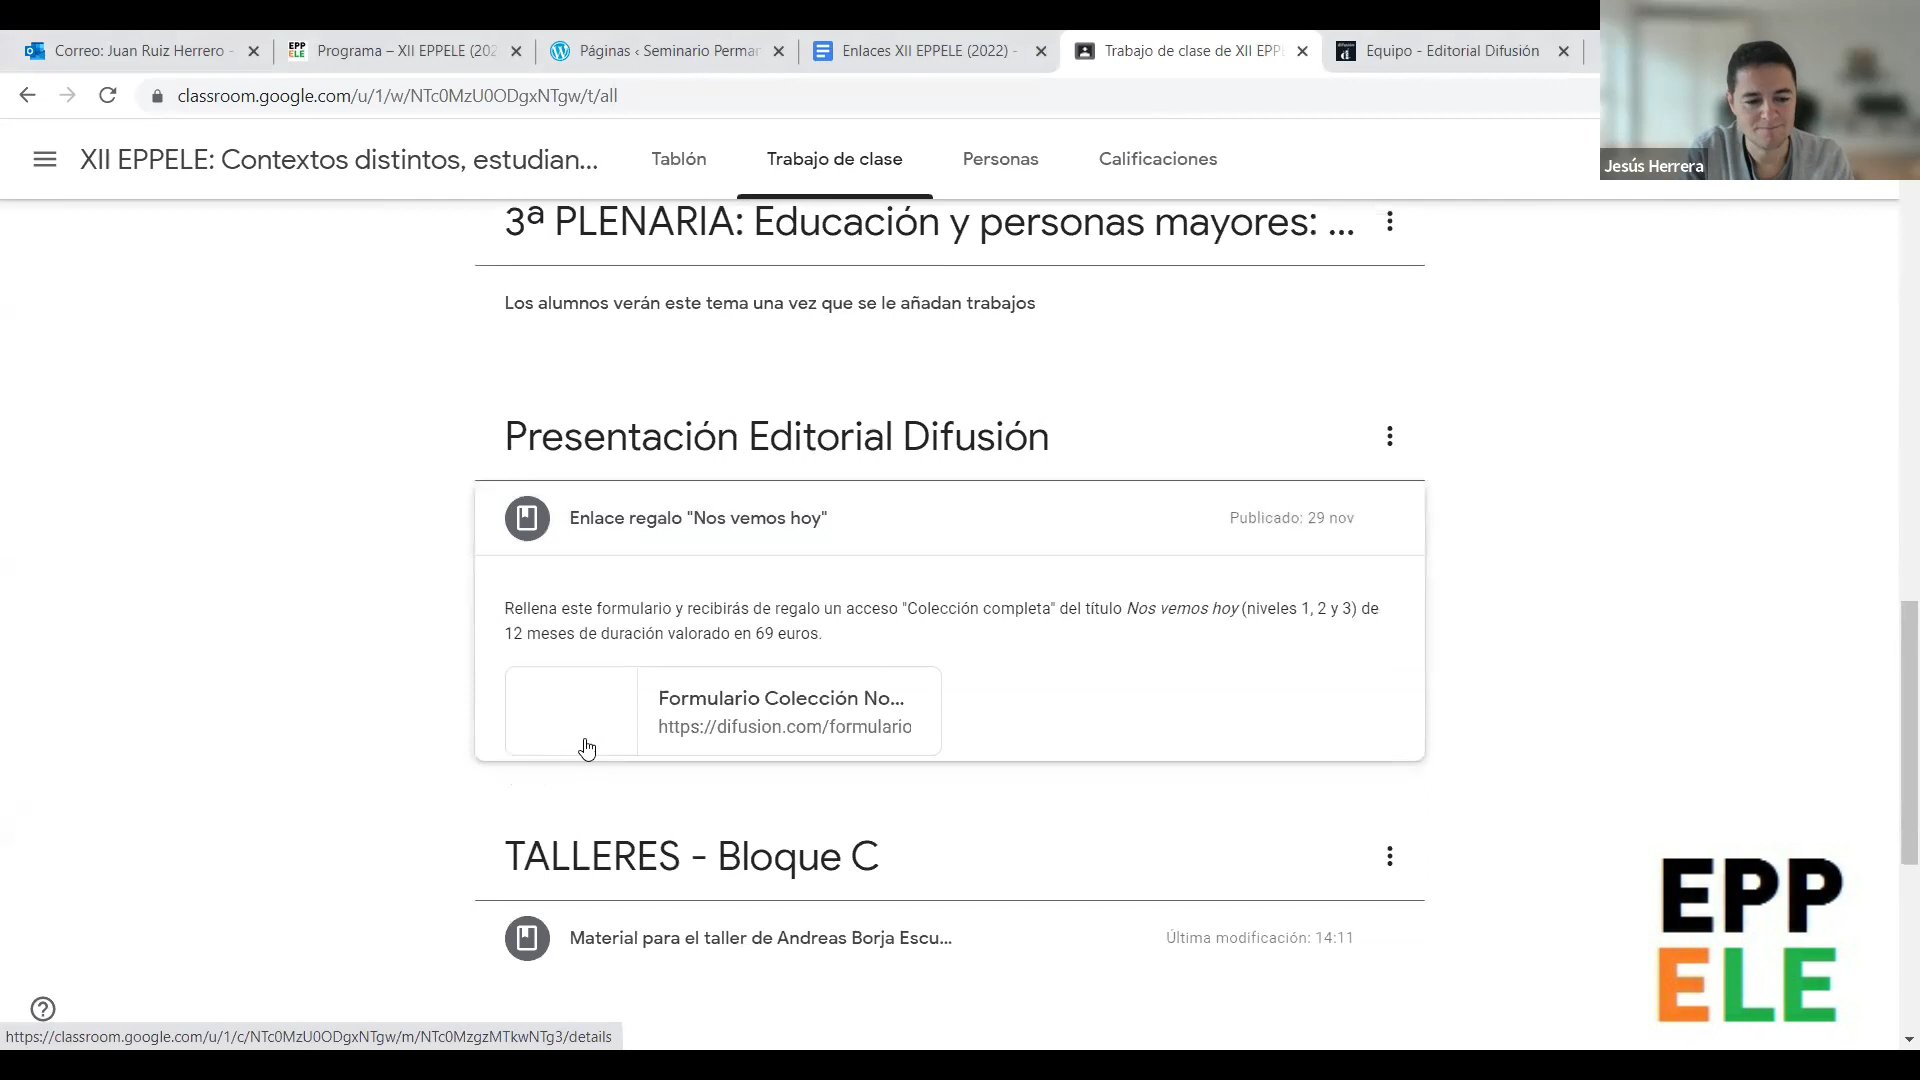 Correo: Juan Ruiz Herrero -
EPP ELE
Programa – XII EPPELE (202
Páginas ‹ Seminario Perman
Enlaces XII EPPELE (2022) -
Trabajo de clase de XII EPPE
Equipo - Editorial Difusión
classroom.google.com/u/1/w/NTc0MzU0ODgxNTgw/t/all
XII EPPELE: Contextos distintos, estudian...
Tablón
Trabajo de clase
Personas
Calificaciones
Jesús Herrera
3ª PLENARIA: Educación y personas mayores: ...
Los alumnos verán este tema una vez que se le añadan trabajos
Presentación Editorial Difusión
Enlace regalo "Nos vemos hoy"
Publicado: 29 nov
Rellena este formulario y recibirás de regalo un acceso "Colección completa" del título Nos vemos hoy (niveles 1, 2 y 3) de
12 meses de duración valorado en 69 euros.
Formulario Colección No...
https://difusion.com/formulario
TALLERES - Bloque C
Material para el taller de Andreas Borja Escu...
Última modificación: 14:11
EPP
ELE
https://classroom.google.com/u/1/c/NTc0MzU0ODgxNTgw/m/NTc0MzgzMTkwNTg3/details